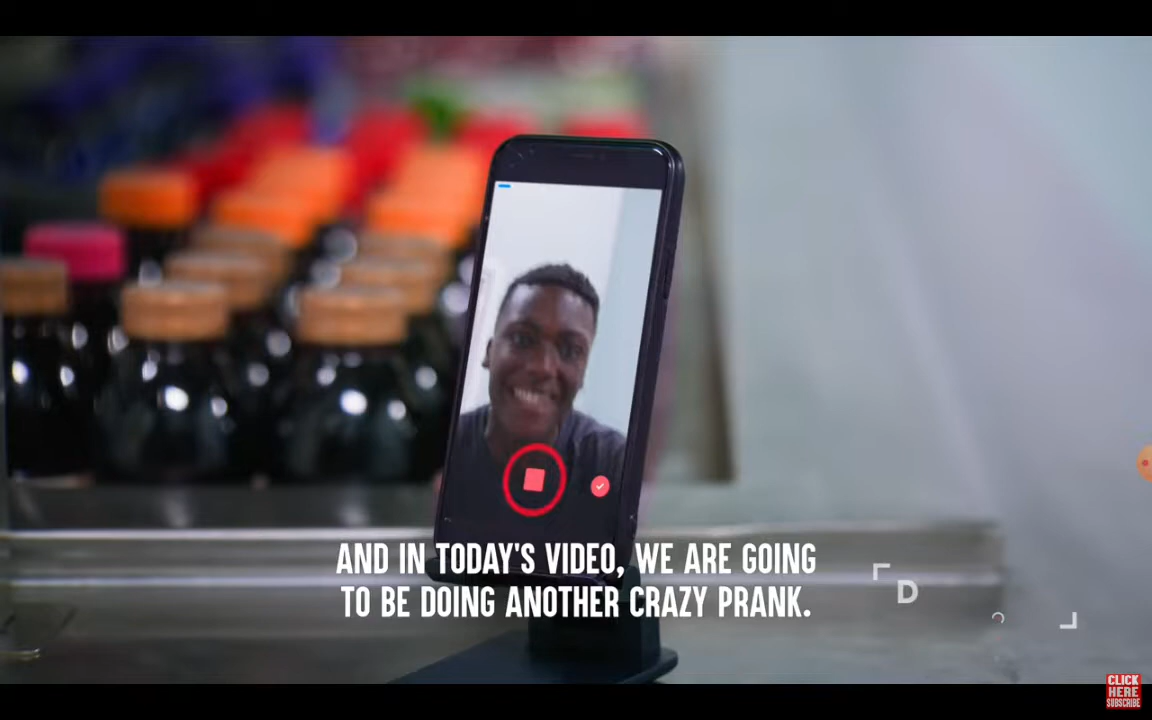 AND IN TODAY'S VIDEO, WE ARE GOING
TO BE DOING ANOTHER CRAZY PRANK.
D
CLICK
HERE
SUBSCRIBE